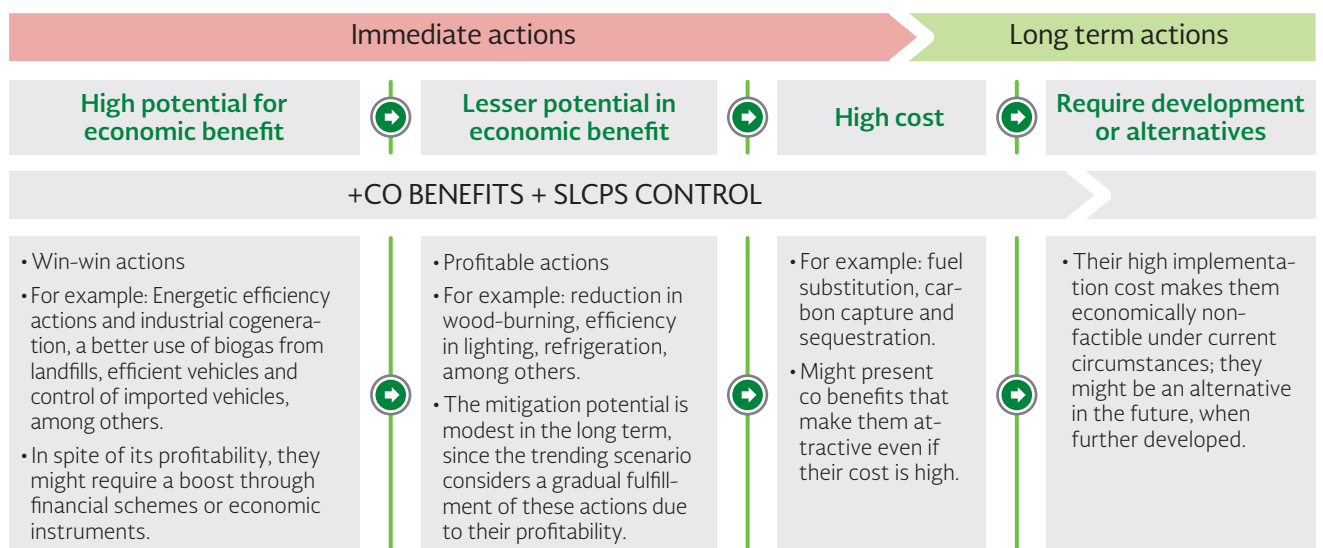 Immediate actions
Long term actions
High potential for
economic benefit
Lesser potential in
economic benefit
High cost
Require development
or alternatives
+CO BENEFITS + SLCPS CONTROL
• Win-win actions
• For example: Energetic efficiency
actions and industrial cogenera-
tion, a better use of biogas from
landfills, efficient vehicles and
control of imported vehicles,
among others.
• In spite of its profitability, they
might require a boost through
financial schemes or economic
instruments.
• Profitable actions
• For example: reduction in
wood-burning, efficiency
in lighting, refrigeration,
among others.
• The mitigation potential is
modest in the long term,
since the trending scenario
considers a gradual fulfill-
ment of these actions due
to their profitability.
• For example: fuel
substitution, car-
bon capture and
sequestration.
• Might present
co benefits that
make them at-
tractive even if
their cost is high.
• Their high implementa-
tion cost makes them
economically non-
factible under current
circumstances; they
might be an alternative
in the future, when
further developed.